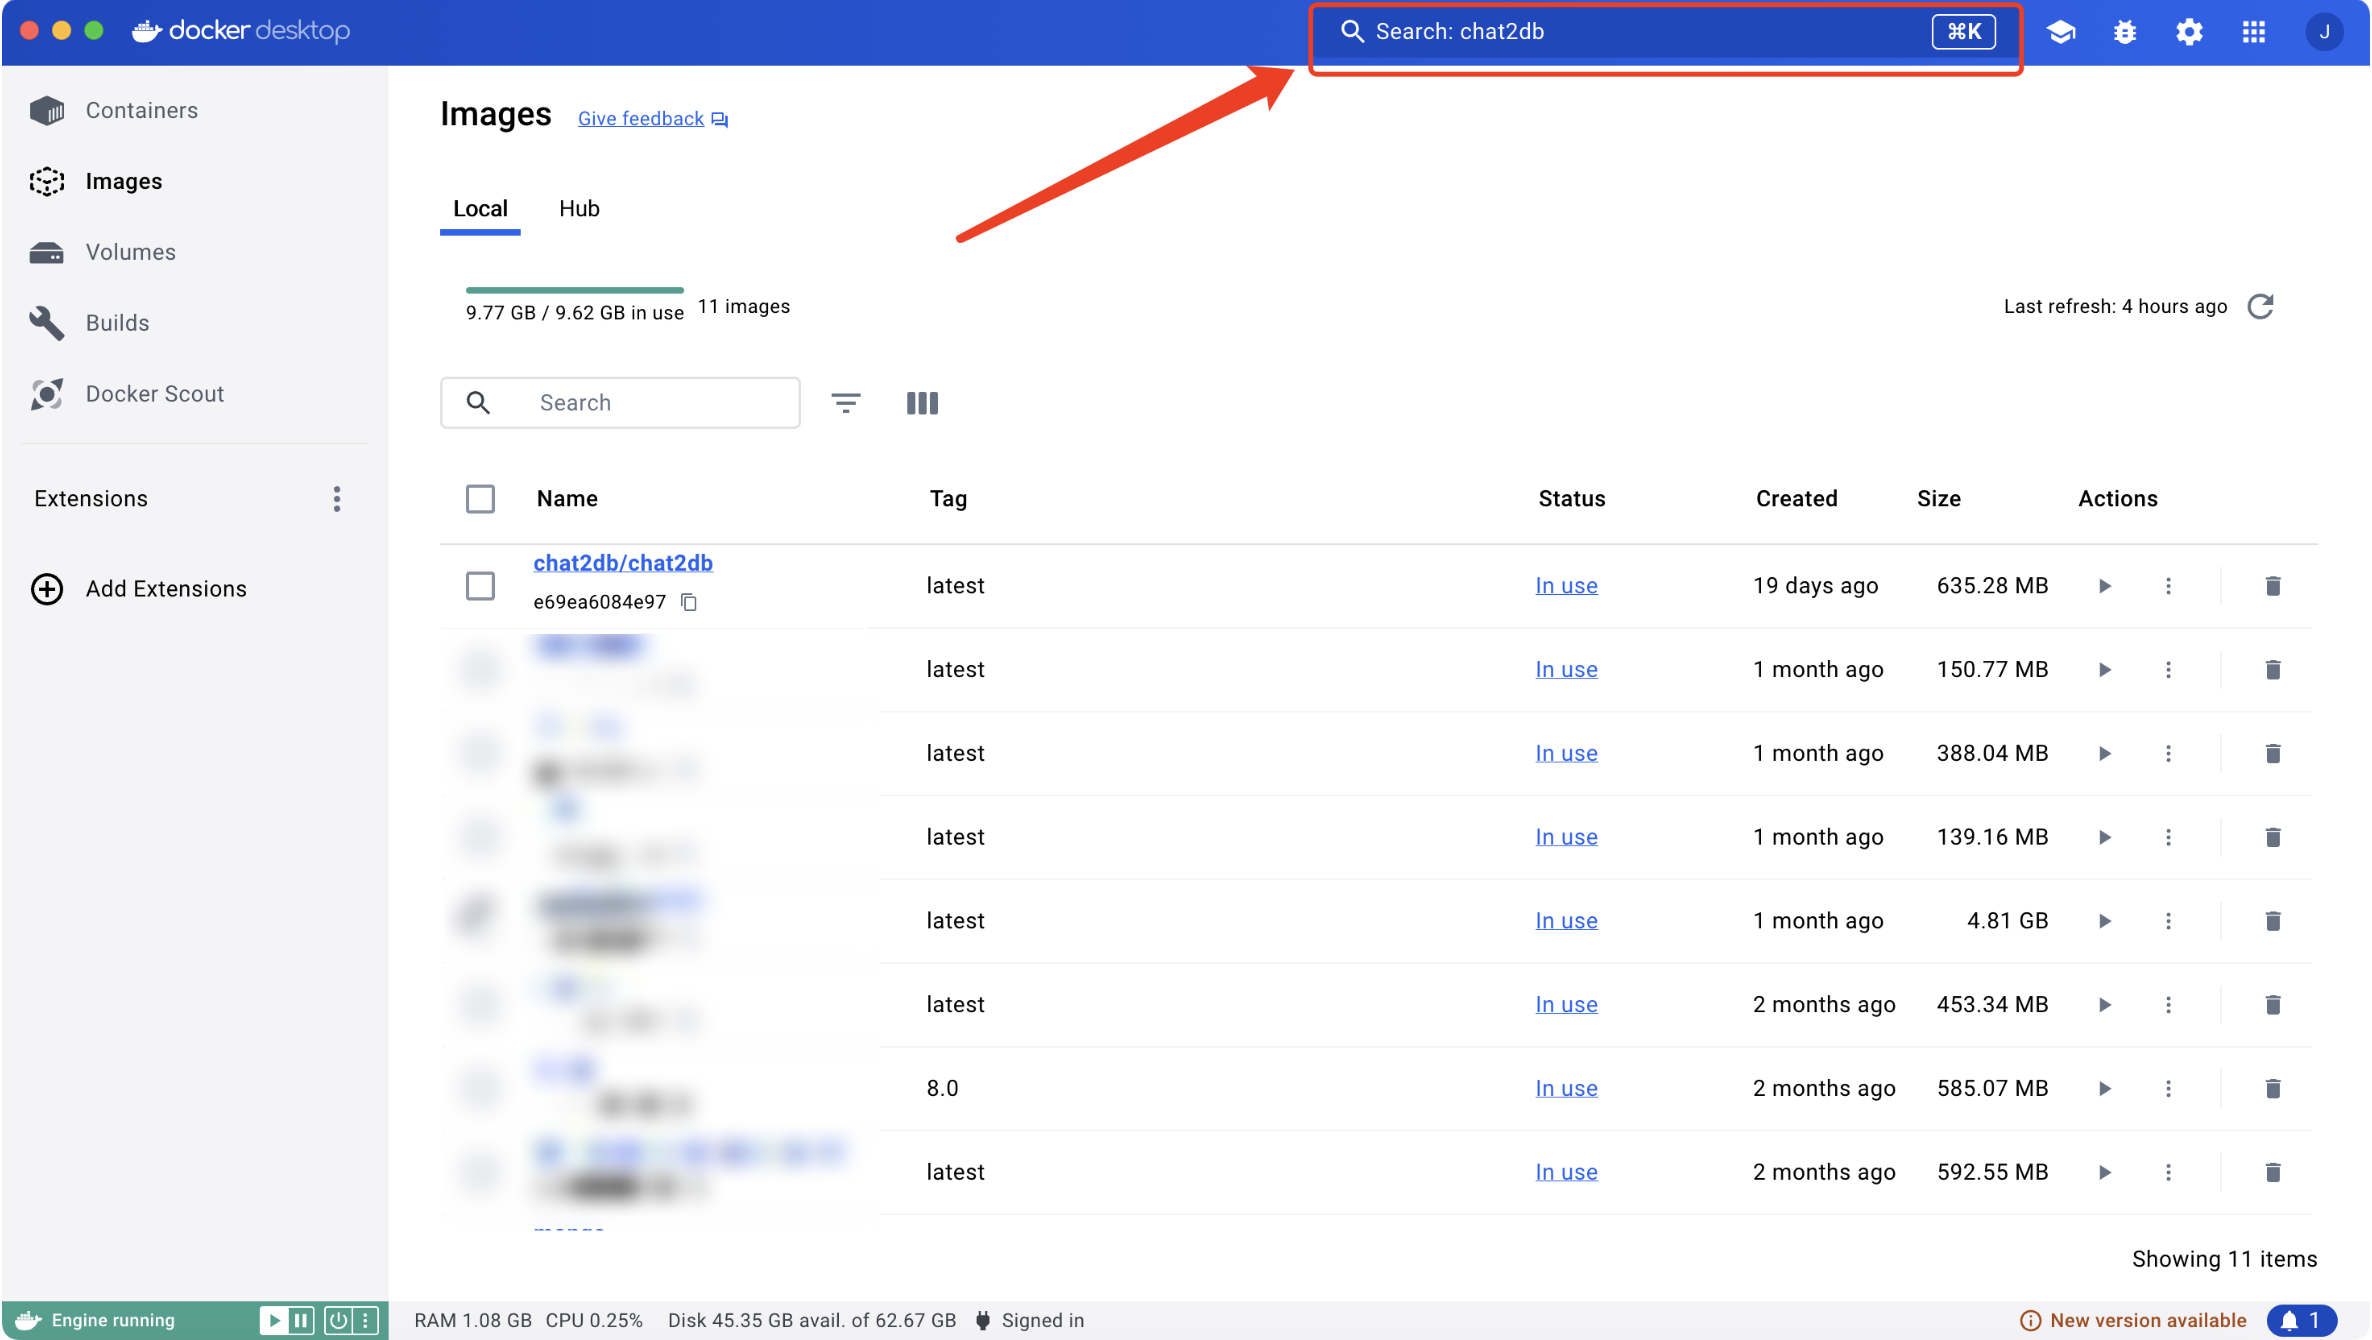 docker desktop
Search: chat2db
⌘K
J
Containers
Images
Volumes
Builds
Docker Scout
Extensions
Add Extensions
Images
Give feedback
Local
Hub
9.77 GB / 9.62 GB in use
11 images
Last refresh: 4 hours ago
Search
Name Tag Status Created Size Actions
chat2db/chat2db
e69ea6084e97
latest In use 19 days ago 635.28 MB
latest In use 1 month ago 150.77 MB
latest In use 1 month ago 388.04 MB
latest In use 1 month ago 139.16 MB
latest In use 1 month ago 4.81 GB
latest In use 2 months ago 453.34 MB
8.0 In use 2 months ago 585.07 MB
latest In use 2 months ago 592.55 MB
Showing 11 items
Engine running
RAM 1.08 GB CPU 0.25% Disk 45.35 GB avail. of 62.67 GB Signed in
New version available
1